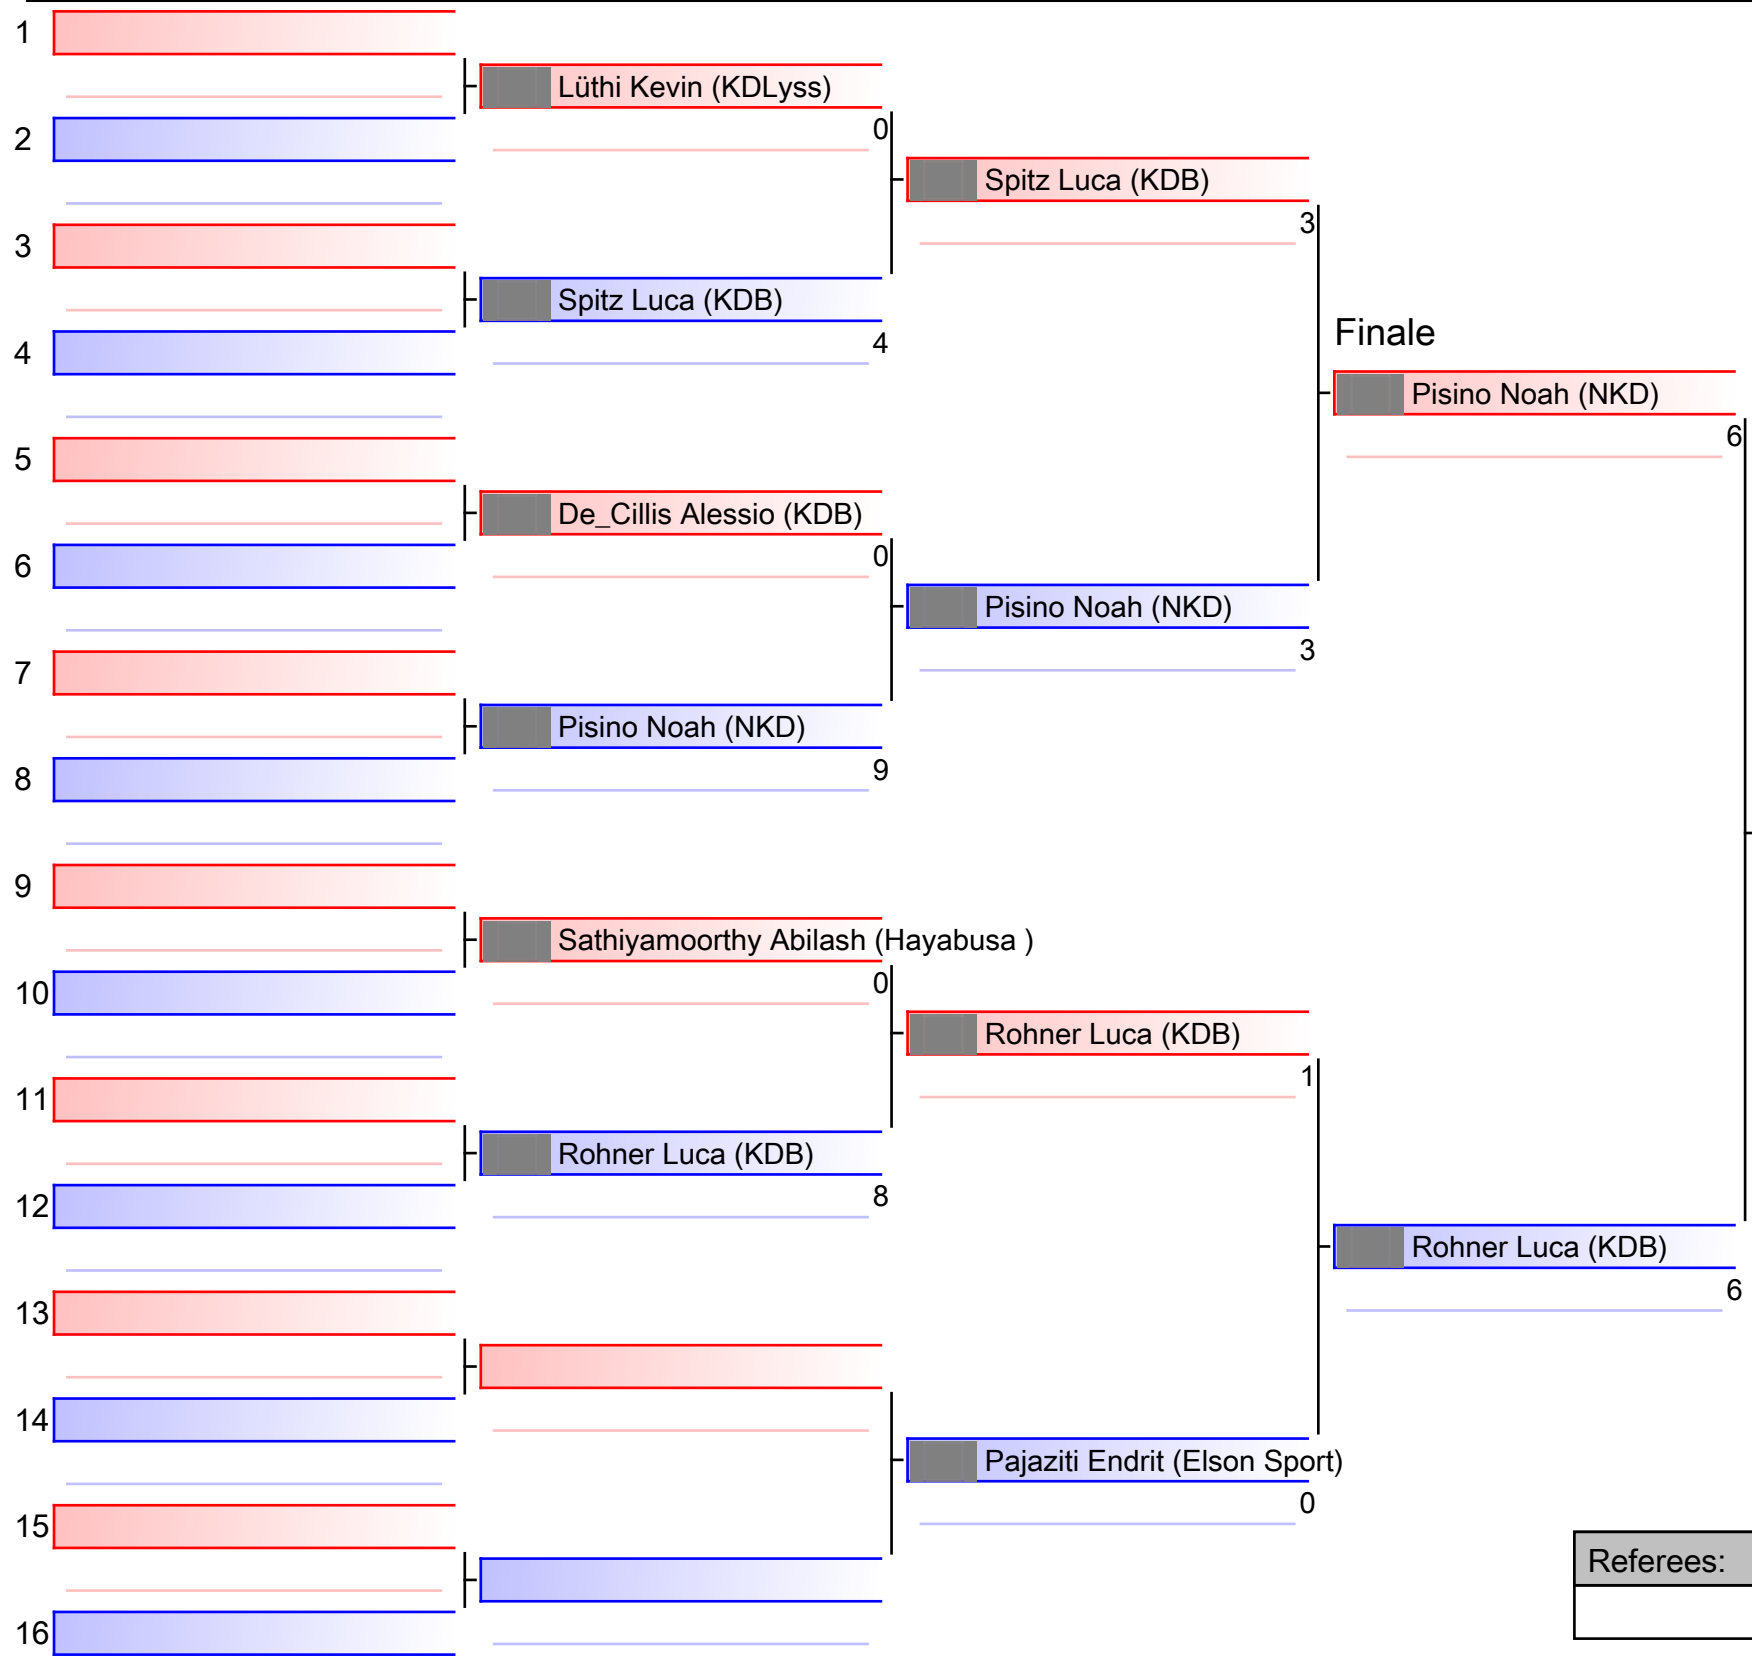 1
Lüthi Kevin (KDLyss)
0
2
Spitz Luca (KDB)
3
3
Spitz Luca (KDB)
4
4
Finale
Pisino Noah (NKD)
6
5
De_Cillis Alessio (KDB)
0
6
Pisino Noah (NKD)
3
7
Pisino Noah (NKD)
9
8
9
Sathiyamoorthy Abilash (Hayabusa )
0
10
Rohner Luca (KDB)
1
11
Rohner Luca (KDB)
8
12
Rohner Luca (KDB)
6
13
14
Pajaziti Endrit (Elson Sport)
0
15
Referees:
16